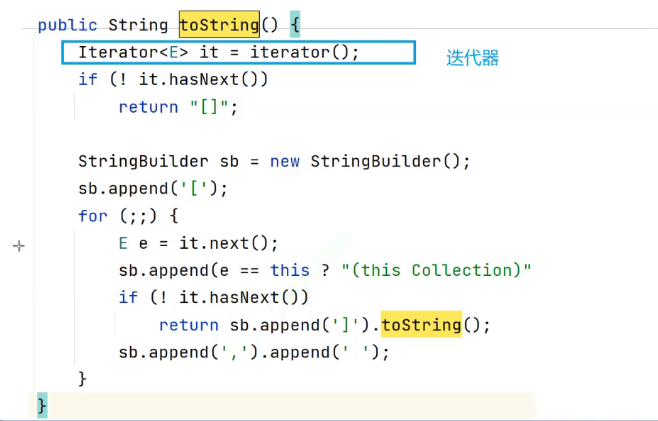 public String toString() {
Iterator<E> it = iterator();
迭代器
if (! it.hasNext())
return "[]";
StringBuilder sb = new StringBuilder();
sb.append('[');
for (;;) {
E e = it.next();
sb.append(e == this ? "(this Collection)"
if (! it.hasNext())
return sb.append(']').toString();
sb.append(',').append(' ');
}
}